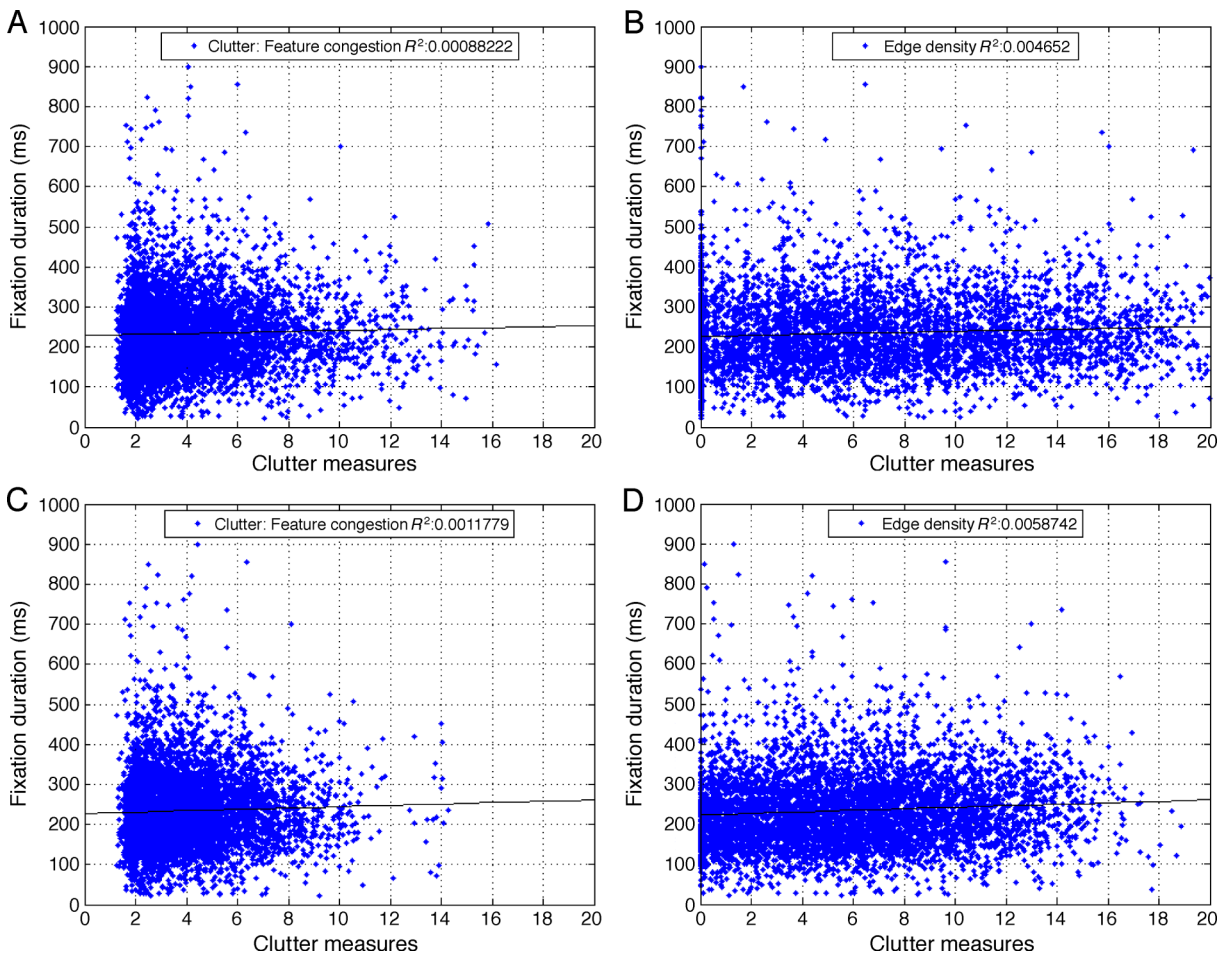 A
Clutter: Feature congestion R²:0.00088222
1000
900
800
700
600
500
400
300
200
100
0
Fixation duration (ms)
0 2 4 6 8 10 12 14 16 18 20
Clutter measures
B
Edge density R²:0.004652
1000
900
800
700
600
500
400
300
200
100
0
Fixation duration (ms)
0 2 4 6 8 10 12 14 16 18 20
Clutter measures
C
Clutter: Feature congestion R²:0.0011779
1000
900
800
700
600
500
400
300
200
100
0
Fixation duration (ms)
0 2 4 6 8 10 12 14 16 18 20
Clutter measures
D
Edge density R²:0.0058742
1000
900
800
700
600
500
400
300
200
100
0
Fixation duration (ms)
0 2 4 6 8 10 12 14 16 18 20
Clutter measures